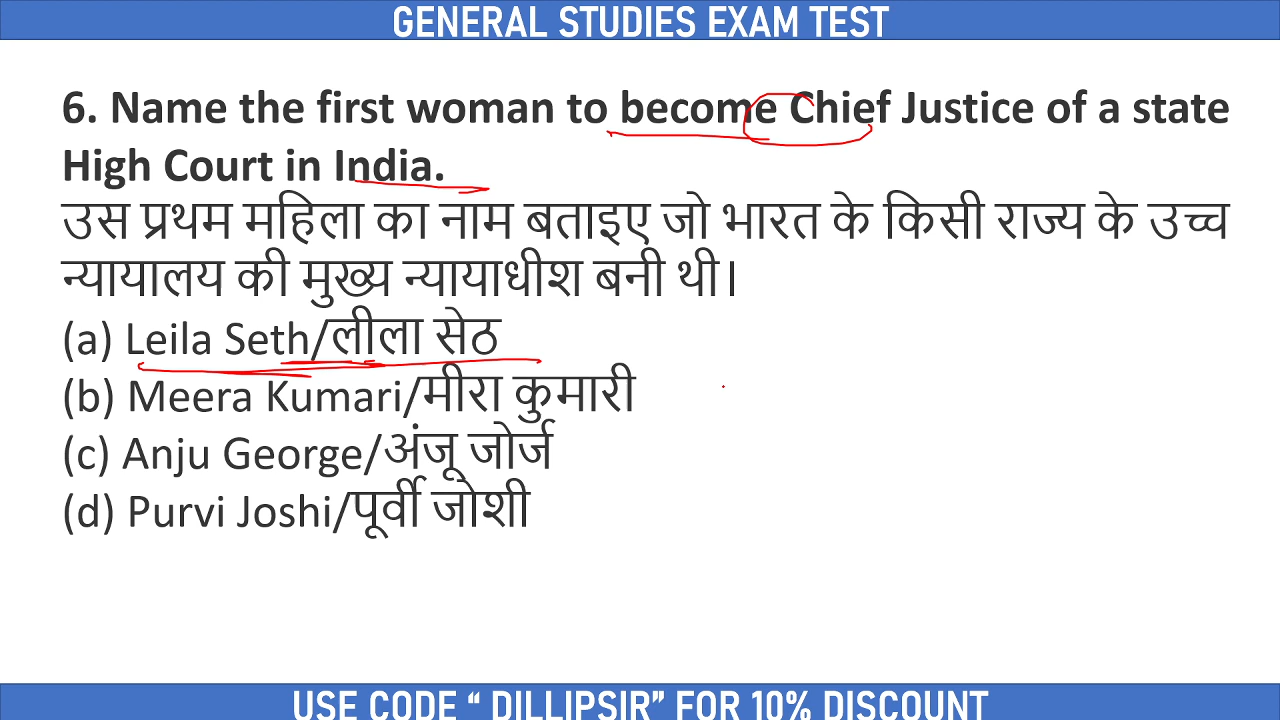 GENERAL STUDIES EXAM TEST
6. Name the first woman to become Chief Justice of a state
High Court in India.
उस प्रथम महिला का नाम बताइए जो भारत के किसी राज्य के उच्च
न्यायालय की मुख्य न्यायाधीश बनी थी।
(a) Leila Seth/लीला सेठ
(b) Meera Kumari/मीरा कुमारी
(c) Anju George/अंजू जोर्ज
(d) Purvi Joshi/पूर्वी जोशी
USE CODE “ DILLIPSIR” FOR 10% DISCOUNT